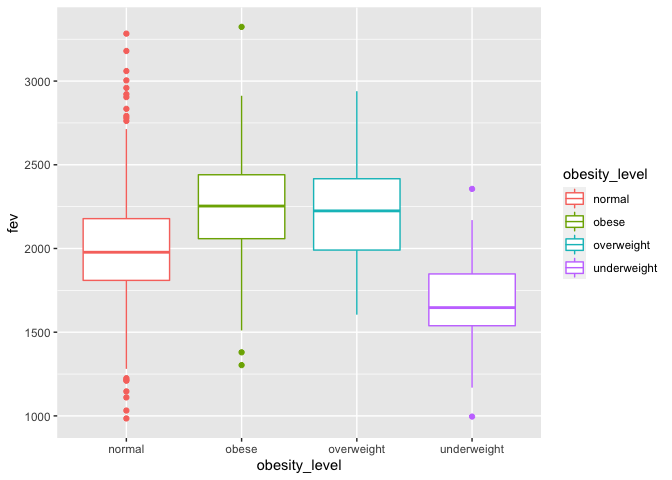 fev
3000
2500
2000
1500
1000
normal
obese
overweight
underweight
obesity_level
obesity_level
normal
obese
overweight
underweight